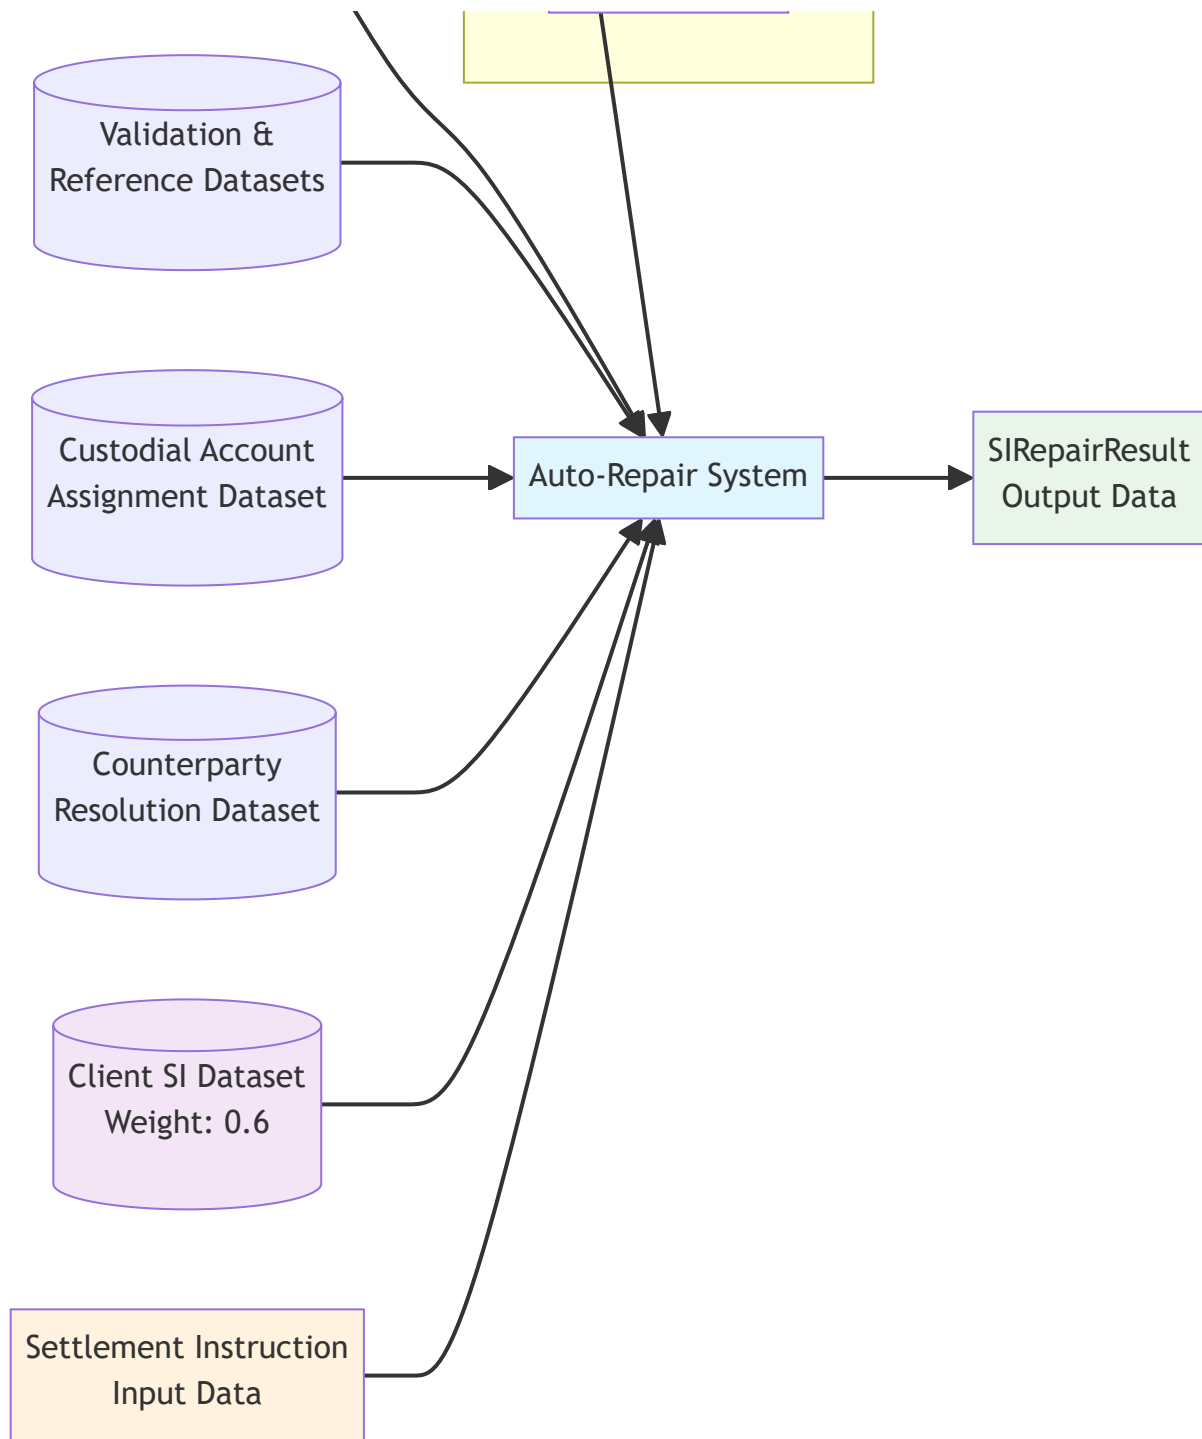 Validation &
Reference Datasets
Custodial Account
Assignment Dataset
Auto-Repair System
SIRepairResult
Output Data
Counterparty
Resolution Dataset
Client SI Dataset
Weight: 0.6
Settlement Instruction
Input Data